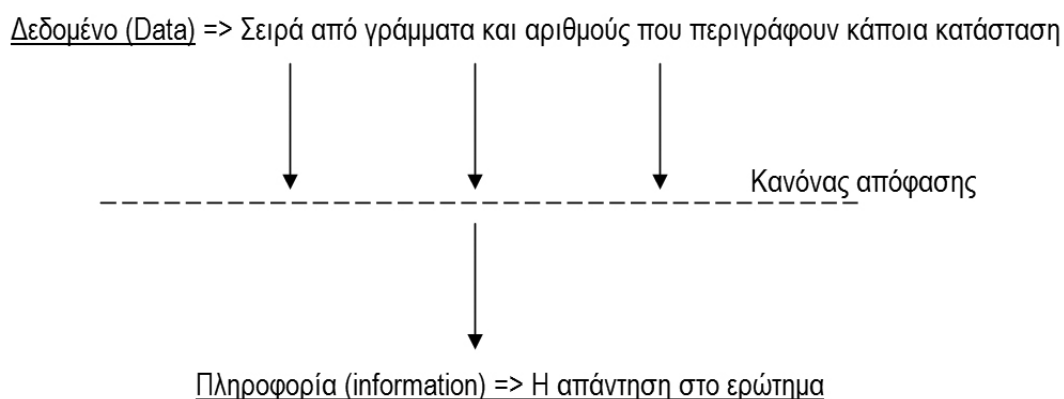 Δεδομένο (Data) => Σειρά από γράμματα και αριθμούς που περιγράφουν κάποια κατάσταση
Κανόνας απόφασης
Πληροφορία (information) => Η απάντηση στο ερώτημα